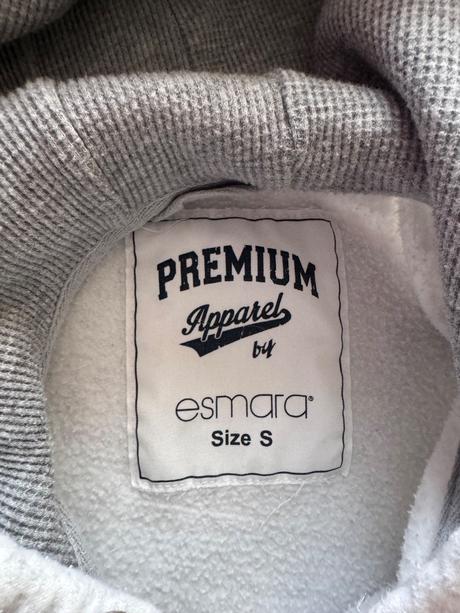 PREMIUM
Apparel
by
esmara®
Size S